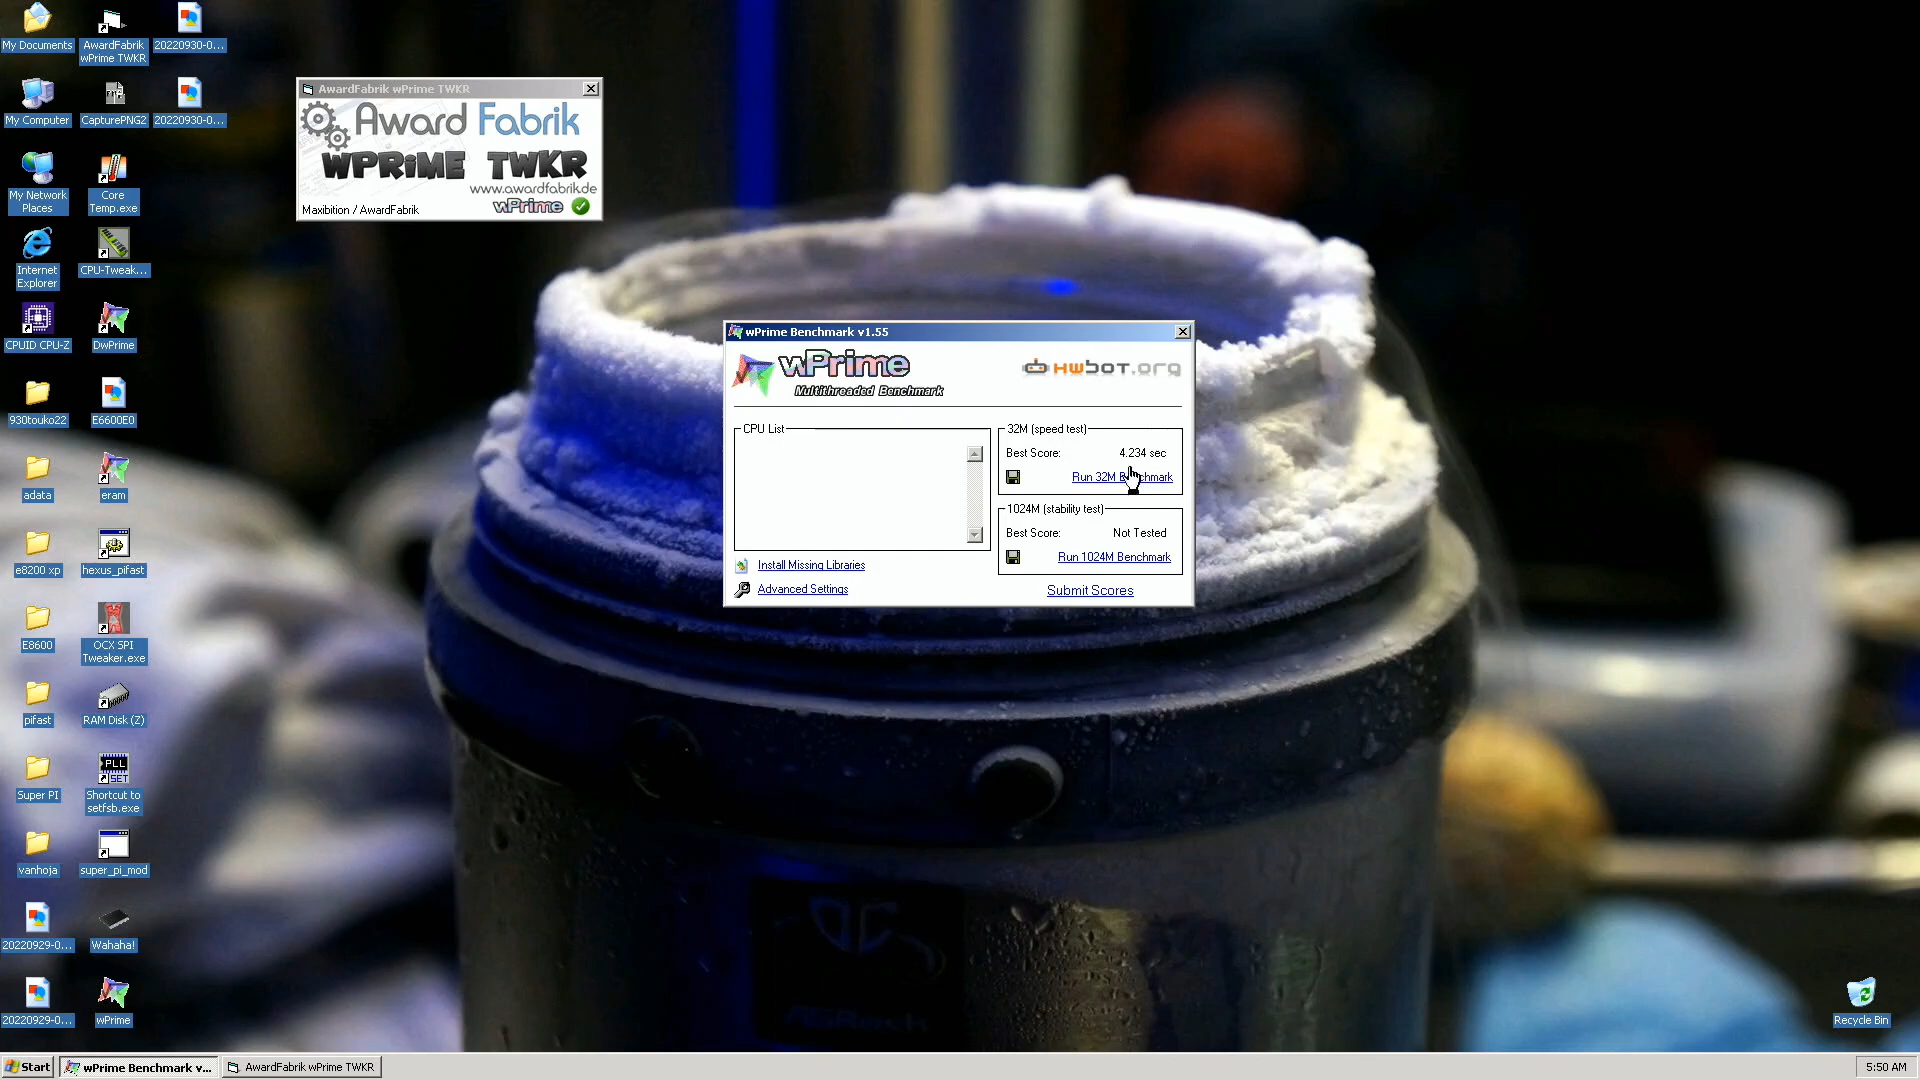 My Documents
AwardFabrik
wPrime TWKR
20220930-0...
My Computer
CapturePNG2
20220930-0...
My Network
Places
Core
Temp.exe
Internet
Explorer
CPU-Tweak...
CPUID CPU-Z
DwPrime
930touko22
E6600E0
adata
eram
e8200 xp
hexus_pifast
E8600
OCX SPI
Tweaker.exe
pifast
RAM Disk (Z)
PLL
SET
Super PI
Shortcut to
setfsb.exe
vanhoja
super_pi_mod
20220929-0...
Wahaha!
20220929-0...
wPrime
AwardFabrik wPrime TWKR
Award Fabrik
WPRiME TWKR
www.awardfabrik.de
Maxibition / AwardFabrik
wPrime
wPrime Benchmark v1.55
wPrime
Multithreaded Benchmark
HWBOT.org
CPU List
32M (speed test)
Best Score: 4.234 sec
Run 32M B chmark
1024M (stability test)
Best Score: Not Tested
Run 1024M Benchmark
Install Missing Libraries
Advanced Settings
Submit Scores
Recycle Bin
Start
wPrime Benchmark v...
AwardFabrik wPrime TWKR
5:50 AM